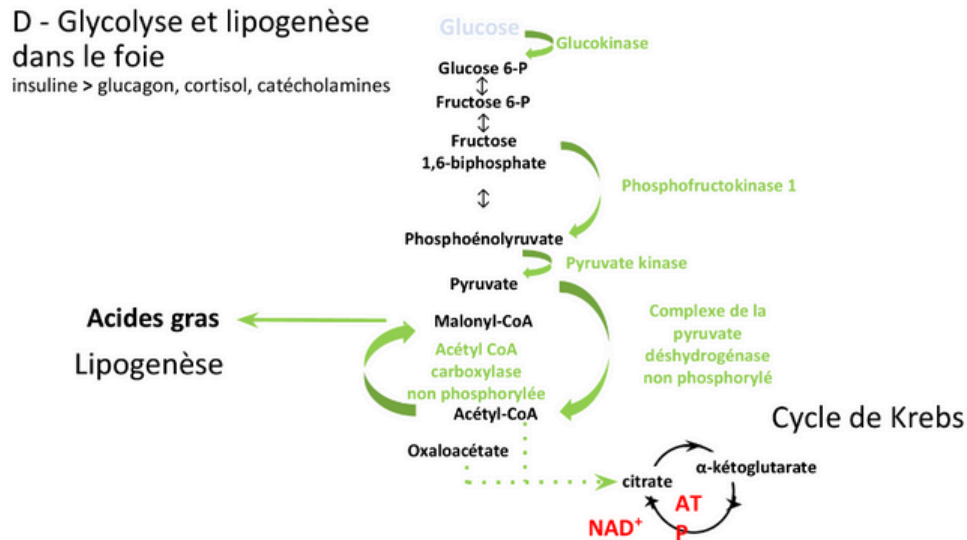 D - Glycolyse et lipogenèse
dans le foie
insuline > glucagon, cortisol, catécholamines
Glucose
Glucokinase
Glucose 6-P
Fructose 6-P
Fructose
1,6-biphosphate
Phosphofructokinase 1
Phosphoénolyruvate
Pyruvate kinase
Pyruvate
Complexe de la
pyruvate
déshydrogénase
non phosphorylé
Acides gras
Lipogenèse
Malonyl-CoA
Acétyl CoA
carboxylase
non phosphorylée
Acétyl-CoA
Cycle de Krebs
Oxaloacétate
citrate
α-kétoglutarate
AT
P
NAD⁺